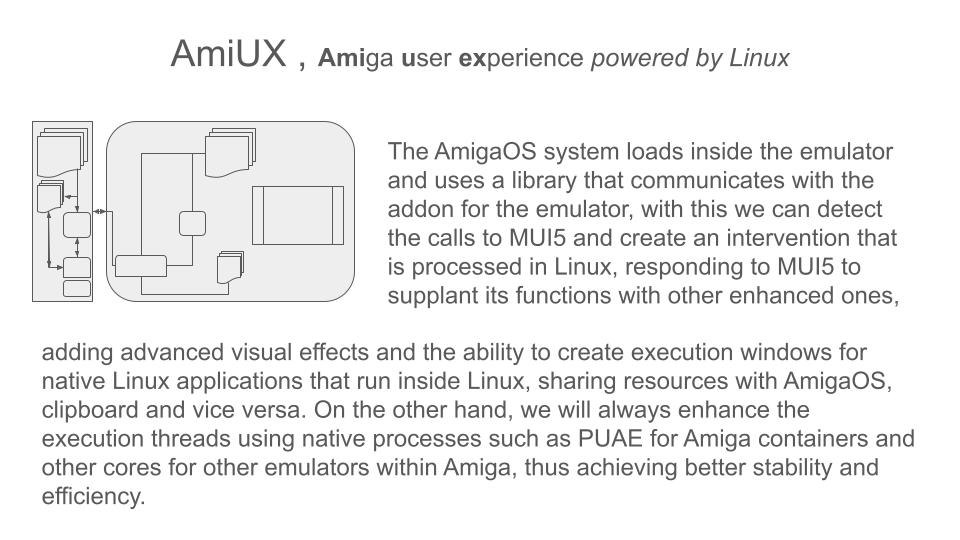 AmiUX , Amiga user experience powered by Linux
The AmigaOS system loads inside the emulator
and uses a library that communicates with the
addon for the emulator, with this we can detect
the calls to MUI5 and create an intervention that
is processed in Linux, responding to MUI5 to
supplant its functions with other enhanced ones,
adding advanced visual effects and the ability to create execution windows for
native Linux applications that run inside Linux, sharing resources with AmigaOS,
clipboard and vice versa. On the other hand, we will always enhance the
execution threads using native processes such as PUAE for Amiga containers and
other cores for other emulators within Amiga, thus achieving better stability and
efficiency.